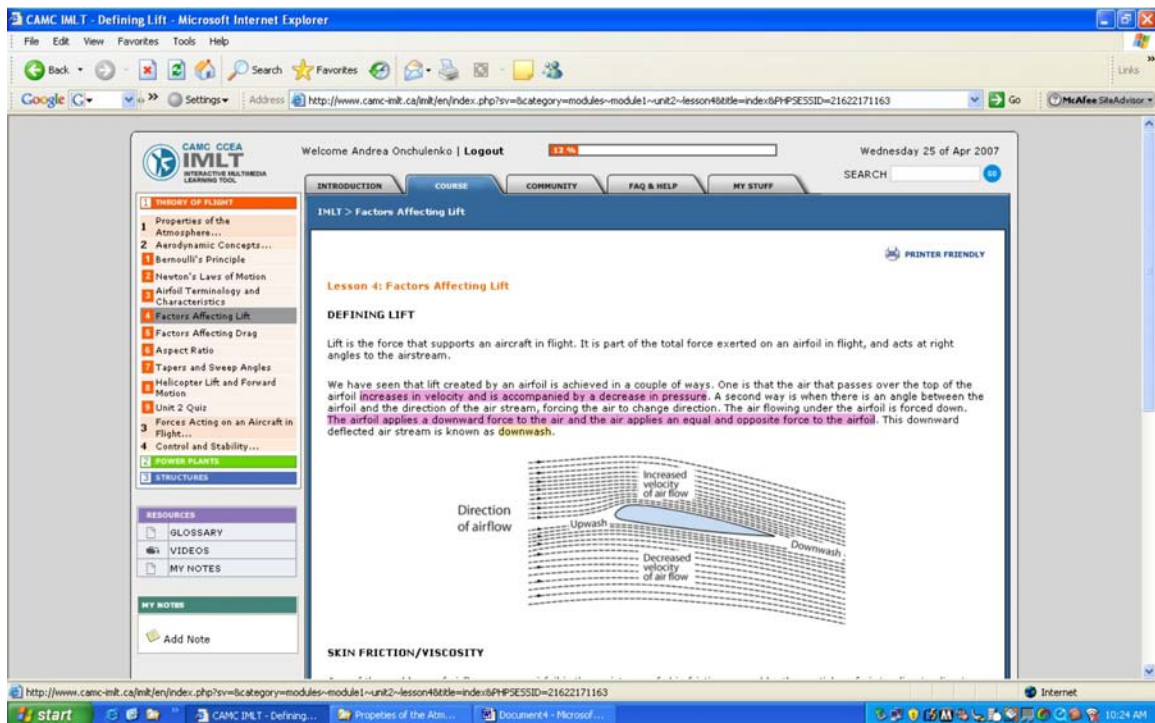 CAMC IMLT - Defining Lift - Microsoft Internet Explorer
File Edit View Favorites Tools Help
Back Search Favorites Links
Google Settings Address http://www.camc-imlt.ca/imlt/en/index.php?sv=&category=modules~module1~unit2~lesson4&title=index&PHPSESSID=21622171163 Go McAfee SiteAdvisor
CAMC CCEA
IMLT
INTERACTIVE MULTIMEDIA
LEARNING TOOL
Welcome Andrea Onchulenko | Logout 12 % Wednesday 25 of Apr 2007
SEARCH GO
INTRODUCTION COURSE COMMUNITY FAQ & HELP MY STUFF
1 THEORY OF FLIGHT
1 Properties of the
Atmosphere...
2 Aerodynamic Concepts...
1 Bernoulli's Principle
2 Newton's Laws of Motion
3 Airfoil Terminology and
Characteristics
4 Factors Affecting Lift
5 Factors Affecting Drag
6 Aspect Ratio
7 Tapers and Sweep Angles
8 Helicopter Lift and Forward
Motion
9 Unit 2 Quiz
3 Forces Acting on an Aircraft in
Flight...
4 Control and Stability...
2 POWER PLANTS
3 STRUCTURES
RESOURCES
GLOSSARY
VIDEOS
MY NOTES
MY NOTES
Add Note
IMLT > Factors Affecting Lift
PRINTER FRIENDLY
Lesson 4: Factors Affecting Lift
DEFINING LIFT
Lift is the force that supports an aircraft in flight. It is part of the total force exerted on an airfoil in flight, and acts at right
angles to the airstream.
We have seen that lift created by an airfoil is achieved in a couple of ways. One is that the air that passes over the top of the
airfoil increases in velocity and is accompanied by a decrease in pressure. A second way is when there is an angle between the
airfoil and the direction of the air stream, forcing the air to change direction. The air flowing under the airfoil is forced down.
The airfoil applies a downward force to the air and the air applies an equal and opposite force to the airfoil. This downward
deflected air stream is known as downwash.
Increased
velocity
of air flow
Direction
of airflow
Upwash
Downwash
Decreased
velocity
of air flow
SKIN FRICTION/VISCOSITY
http://www.camc-imlt.ca/imlt/en/index.php?sv=&category=modules~module1~unit2~lesson4&title=index&PHPSESSID=21622171163 Internet
start CAMC IMLT - Defining... Propeties of the Atm... Document4 - Microsof... 10:24 AM